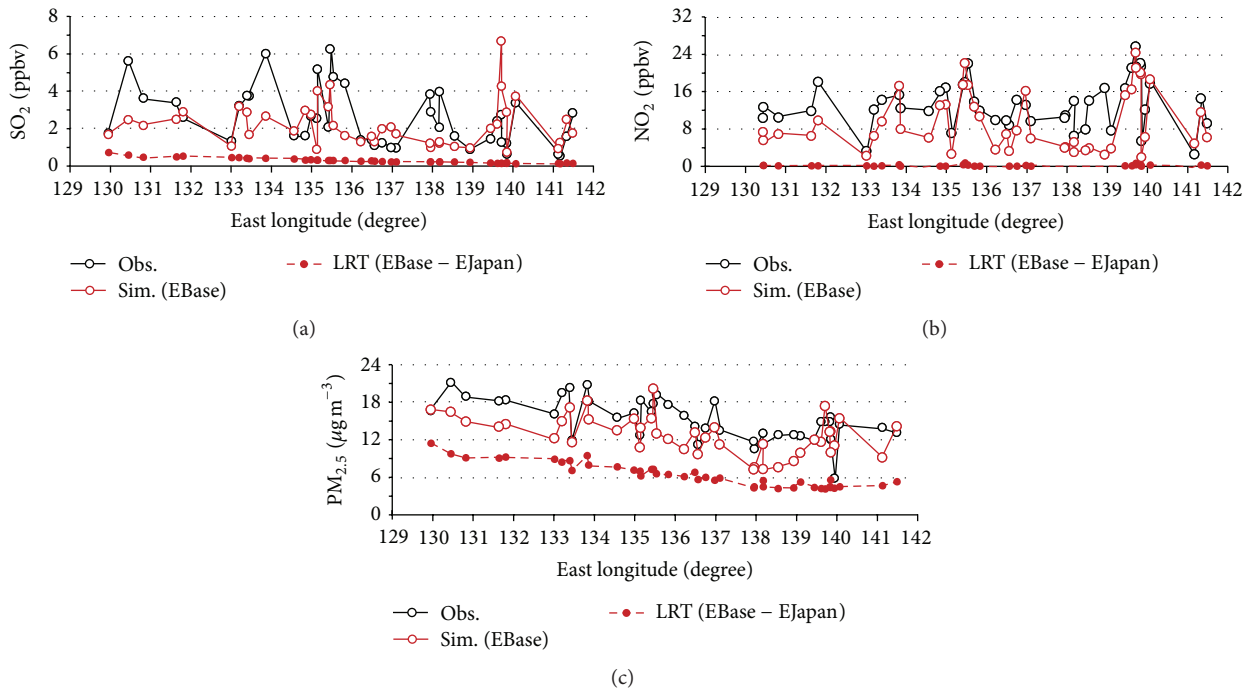 8
6
4
2
0
SO2 (ppbv)
129 130 131 132 133 134 135 136 137 138 139 140 141 142
East longitude (degree)
Obs.
Sim. (EBase)
LRT (EBase − EJapan)
(a)
32
24
16
8
0
NO2 (ppbv)
129 130 131 132 133 134 135 136 137 138 139 140 141 142
East longitude (degree)
Obs.
Sim. (EBase)
LRT (EBase − EJapan)
(b)
24
18
12
6
0
PM2.5 (μg m−3)
129 130 131 132 133 134 135 136 137 138 139 140 141 142
East longitude (degree)
Obs.
Sim. (EBase)
LRT (EBase − EJapan)
(c)